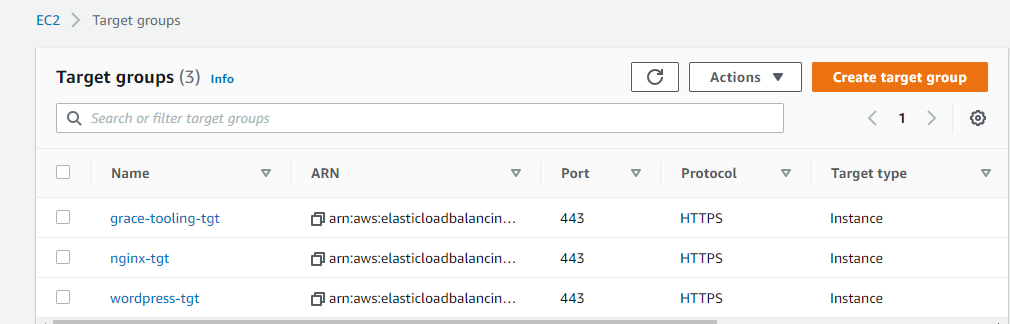 EC2 > Target groups
Target groups (3) Info Actions Create target group
Search or filter target groups 1
Name ARN Port Protocol Target type
grace-tooling-tgt arn:aws:elasticloadbalancin... 443 HTTPS Instance
nginx-tgt arn:aws:elasticloadbalancin... 443 HTTPS Instance
wordpress-tgt arn:aws:elasticloadbalancin... 443 HTTPS Instance